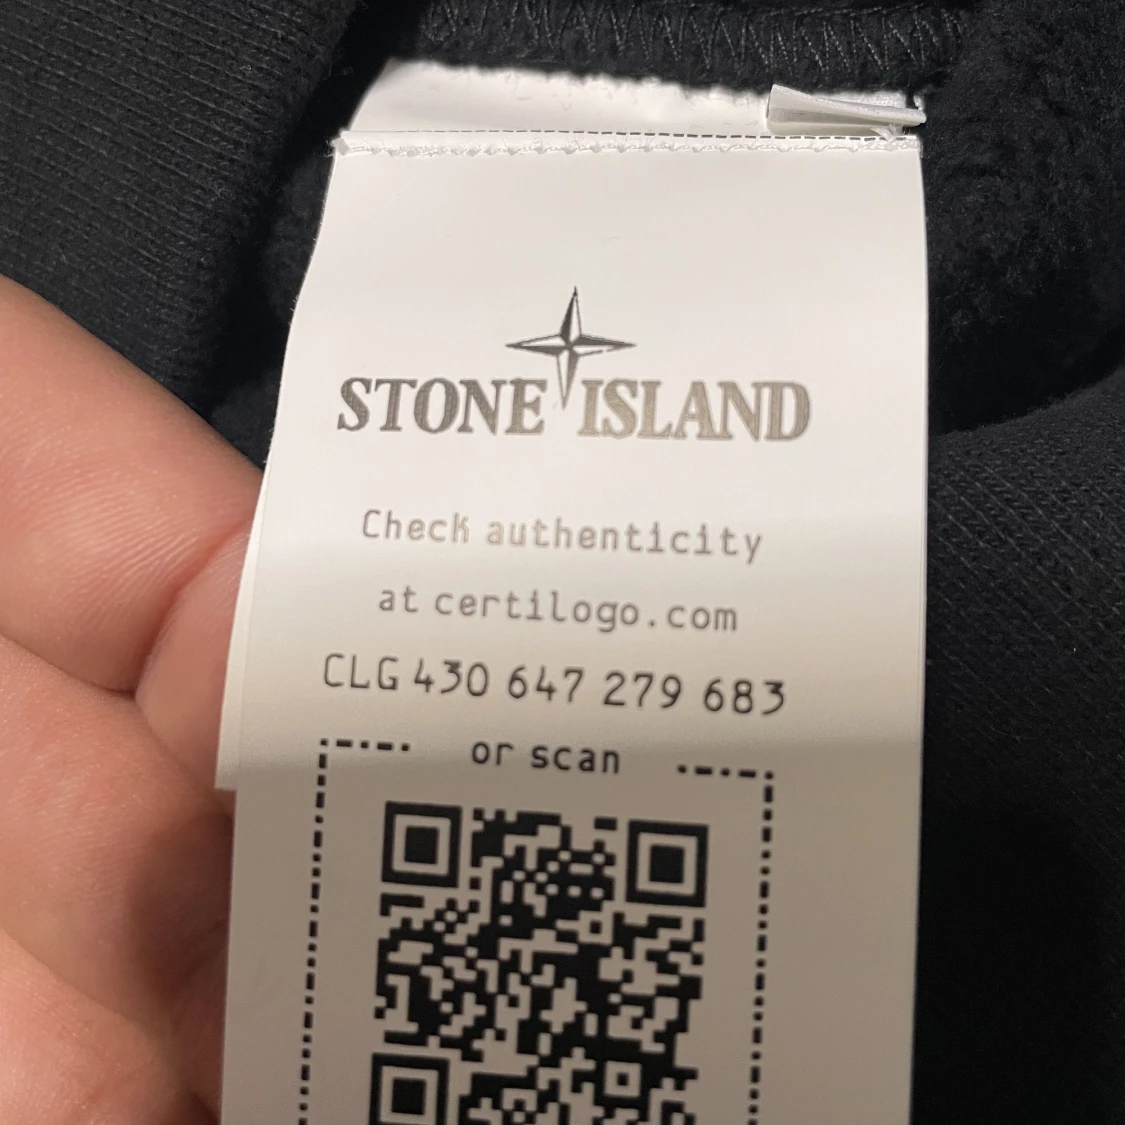 STONE ISLAND
Check authenticity
at certilogo.com
CLG 430 647 279 683
or scan